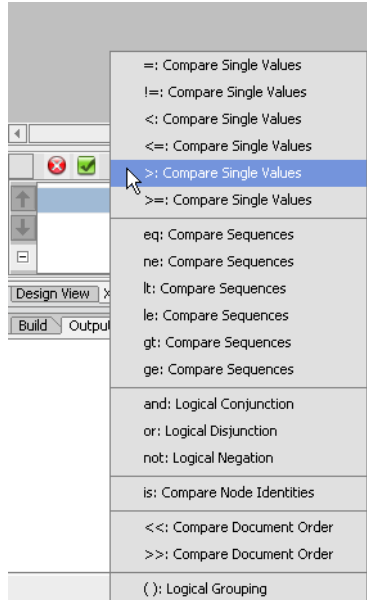 =: Compare Single Values
!=: Compare Single Values
<: Compare Single Values
<=: Compare Single Values
>: Compare Single Values
>=: Compare Single Values
eq: Compare Sequences
ne: Compare Sequences
lt: Compare Sequences
le: Compare Sequences
gt: Compare Sequences
ge: Compare Sequences
Design View X
Build Output
and: Logical Conjunction
or: Logical Disjunction
not: Logical Negation
is: Compare Node Identities
<<: Compare Document Order
>>: Compare Document Order
( ): Logical Grouping